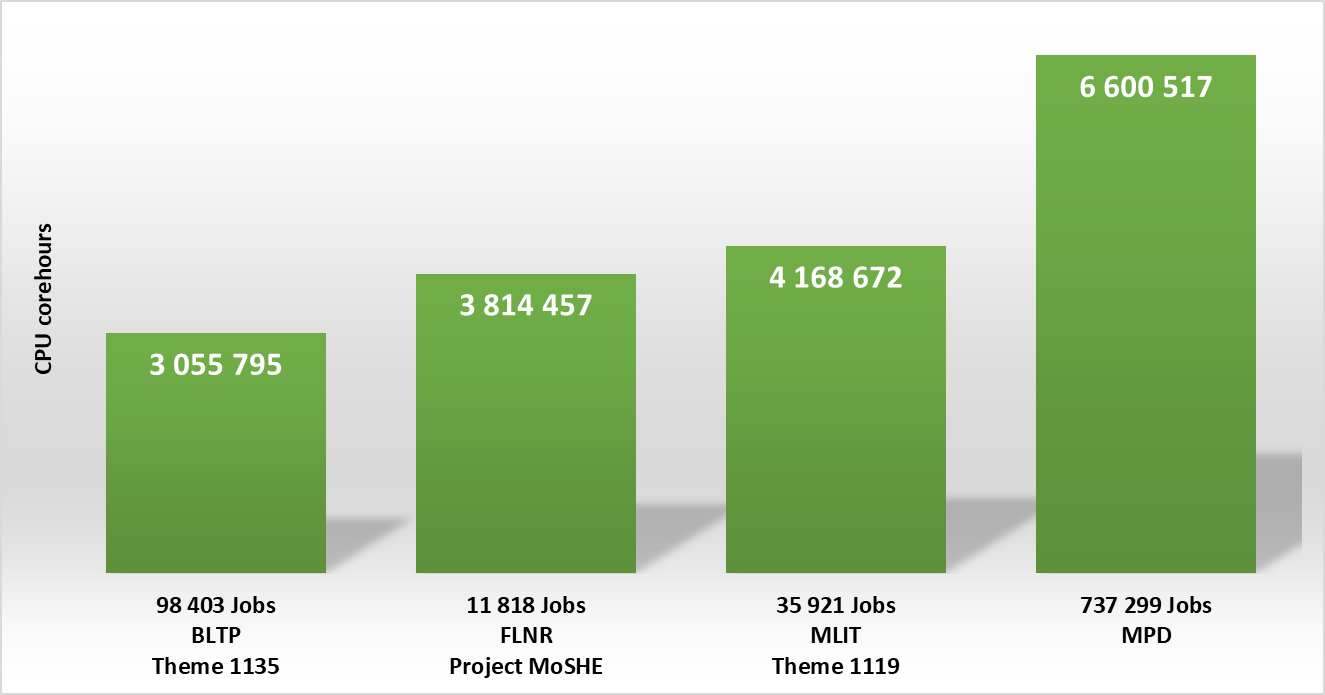 CPU corehours
3 055 795
3 814 457
4 168 672
6 600 517
98 403 Jobs
BLTP
Theme 1135
11 818 Jobs
FLNR
Project MoSHE
35 921 Jobs
MLIT
Theme 1119
737 299 Jobs
MPD